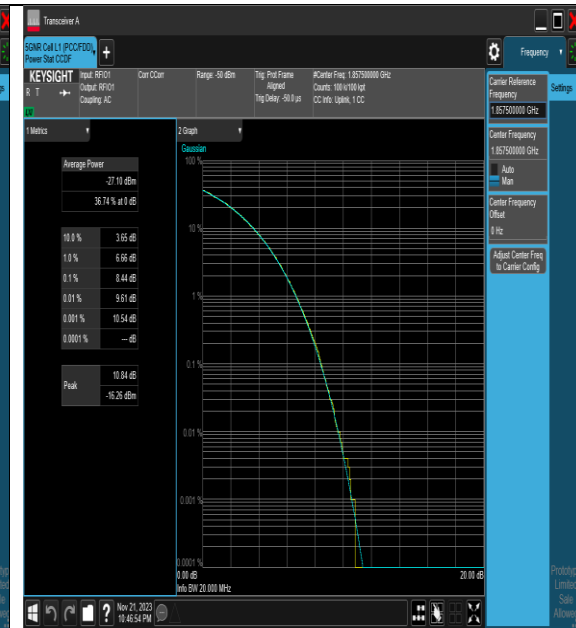 Transceiver A
5GNR Cell L1 (PCC/FDD),
Power Stat CCDF
+
Frequency
KEYSIGHT
R T
LV
Input: RFIO1
Output: RFIO1
Coupling: AC
Corr CCorr
Range: -50 dBm
Trig: Prot Frame
Aligned
Trig Delay: -50.0 µs
#Center Freq: 1.857500000 GHz
Counts: 100 k/100 kpt
CC Info: Uplink, 1 CC
1 Metrics
Average Power
-27.10 dBm
36.74 % at 0 dB
10.0 % 3.65 dB
1.0 % 6.66 dB
0.1 % 8.44 dB
0.01 % 9.61 dB
0.001 % 10.54 dB
0.0001 % --- dB
Peak
10.84 dB
-16.26 dBm
2 Graph
Gaussian
100 %
10 %
1 %
0.1 %
0.01 %
0.001 %
0.0001 %
0.00 dB
20.00 dB
Info BW 20.000 MHz
Carrier Reference
Frequency
1.857500000 GHz
Center Frequency
1.857500000 GHz
Auto
Man
Center Frequency
Offset
0 Hz
Adjust Center Freq
to Carrier Config
Settings
Nov 21, 2023
10:46:54 PM
?